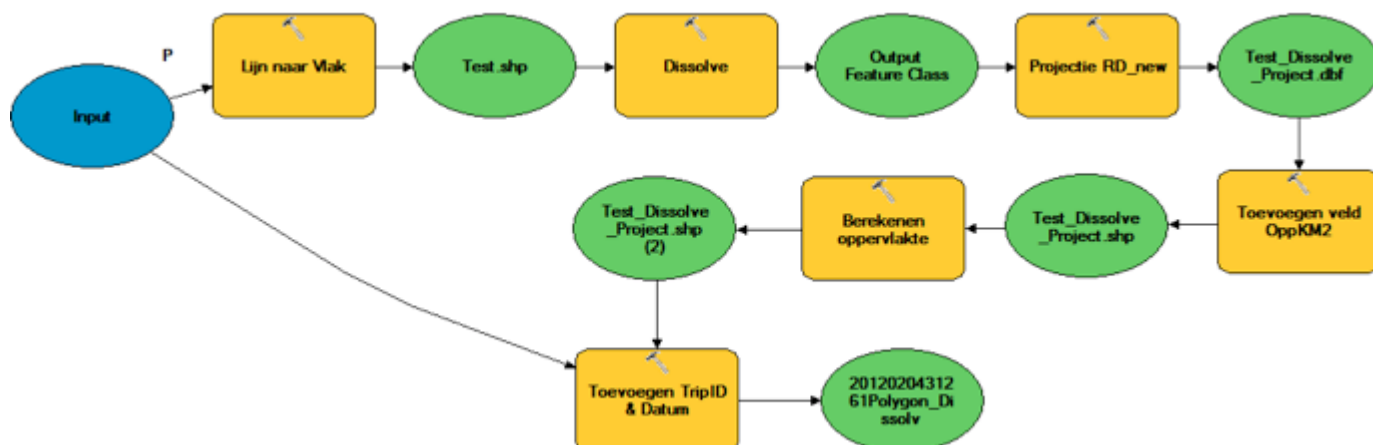 P
Input
Lijn naar Vlak
Test.shp
Dissolve
Output
Feature Class
Projectie RD_new
Test_Dissolve
_Project.dbf
Toevoegen veld
OppKM2
Test_Dissolve
_Project.shp
Berekenen
oppervlakte
Test_Dissolve
_Project.shp
(2)
Toevoegen TripID
& Datum
20120204312
61Polygon_Di
ssolv